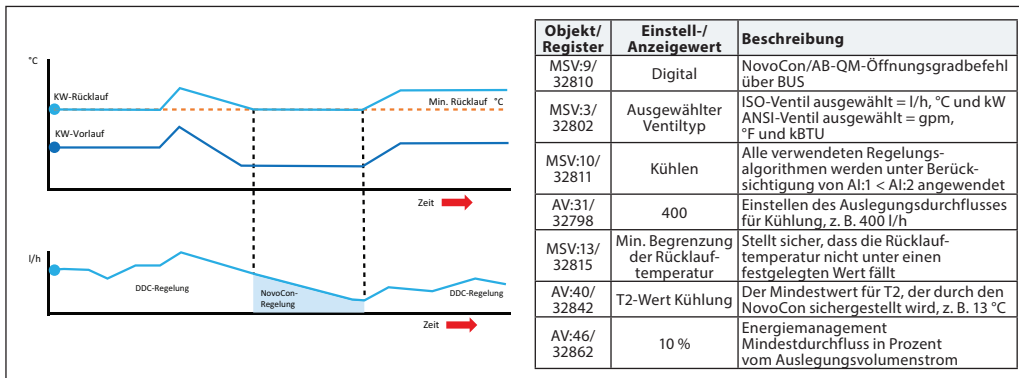 °C
KW-Rücklauf
Min. Rücklauf °C
KW-Vorlauf
Zeit
l/h
DDC-Regelung
NovoCon-
Regelung
DDC-Regelung
Zeit
Objekt/
Register
Einstell-/
Anzeigewert
Beschreibung
MSV:9/
32810
Digital
NovoCon/AB-QM-Öffnungsgradbefehl
über BUS
MSV:3/
32802
Ausgewählter
Ventiltyp
ISO-Ventil ausgewählt = l/h, °C und kW
ANSI-Ventil ausgewählt = gpm,
°F und kBTU
MSV:10/
32811
Kühlen
Alle verwendeten Regelungs-
algorithmen werden unter Berück-
sichtigung von AI:1 < AI:2 angewendet
AV:31/
32798
400
Einstellen des Auslegungsdurchflusses
für Kühlung, z. B. 400 l/h
MSV:13/
32815
Min. Begrenzung
der Rücklauf-
temperatur
Stellt sicher, dass die Rücklauf-
temperatur nicht unter einen
festgelegten Wert fällt
AV:40/
32842
T2-Wert Kühlung
Der Mindestwert für T2, der durch den
NovoCon sichergestellt wird, z. B. 13 °C
AV:46/
32862
10 %
Energiemanagement
Mindestdurchfluss in Prozent
vom Auslegungsvolumenstrom